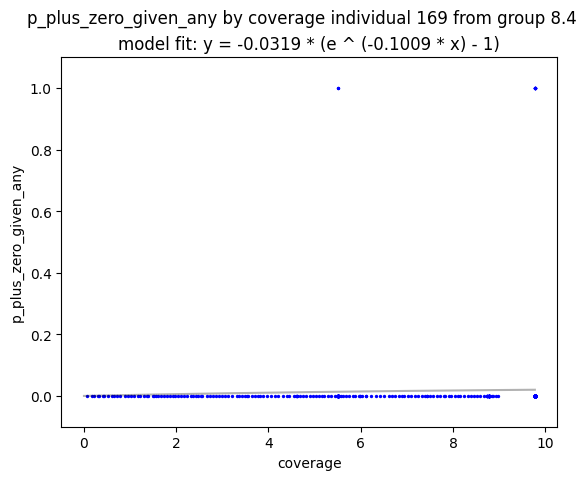 p_plus_zero_given_any by coverage individual 169 from group 8.4
model fit: y = -0.0319 * (e ^ (-0.1009 * x) - 1)
1.0
0.8
0.6
0.4
0.2
0.0
p_plus_zero_given_any
0 2 4 6 8 10
coverage